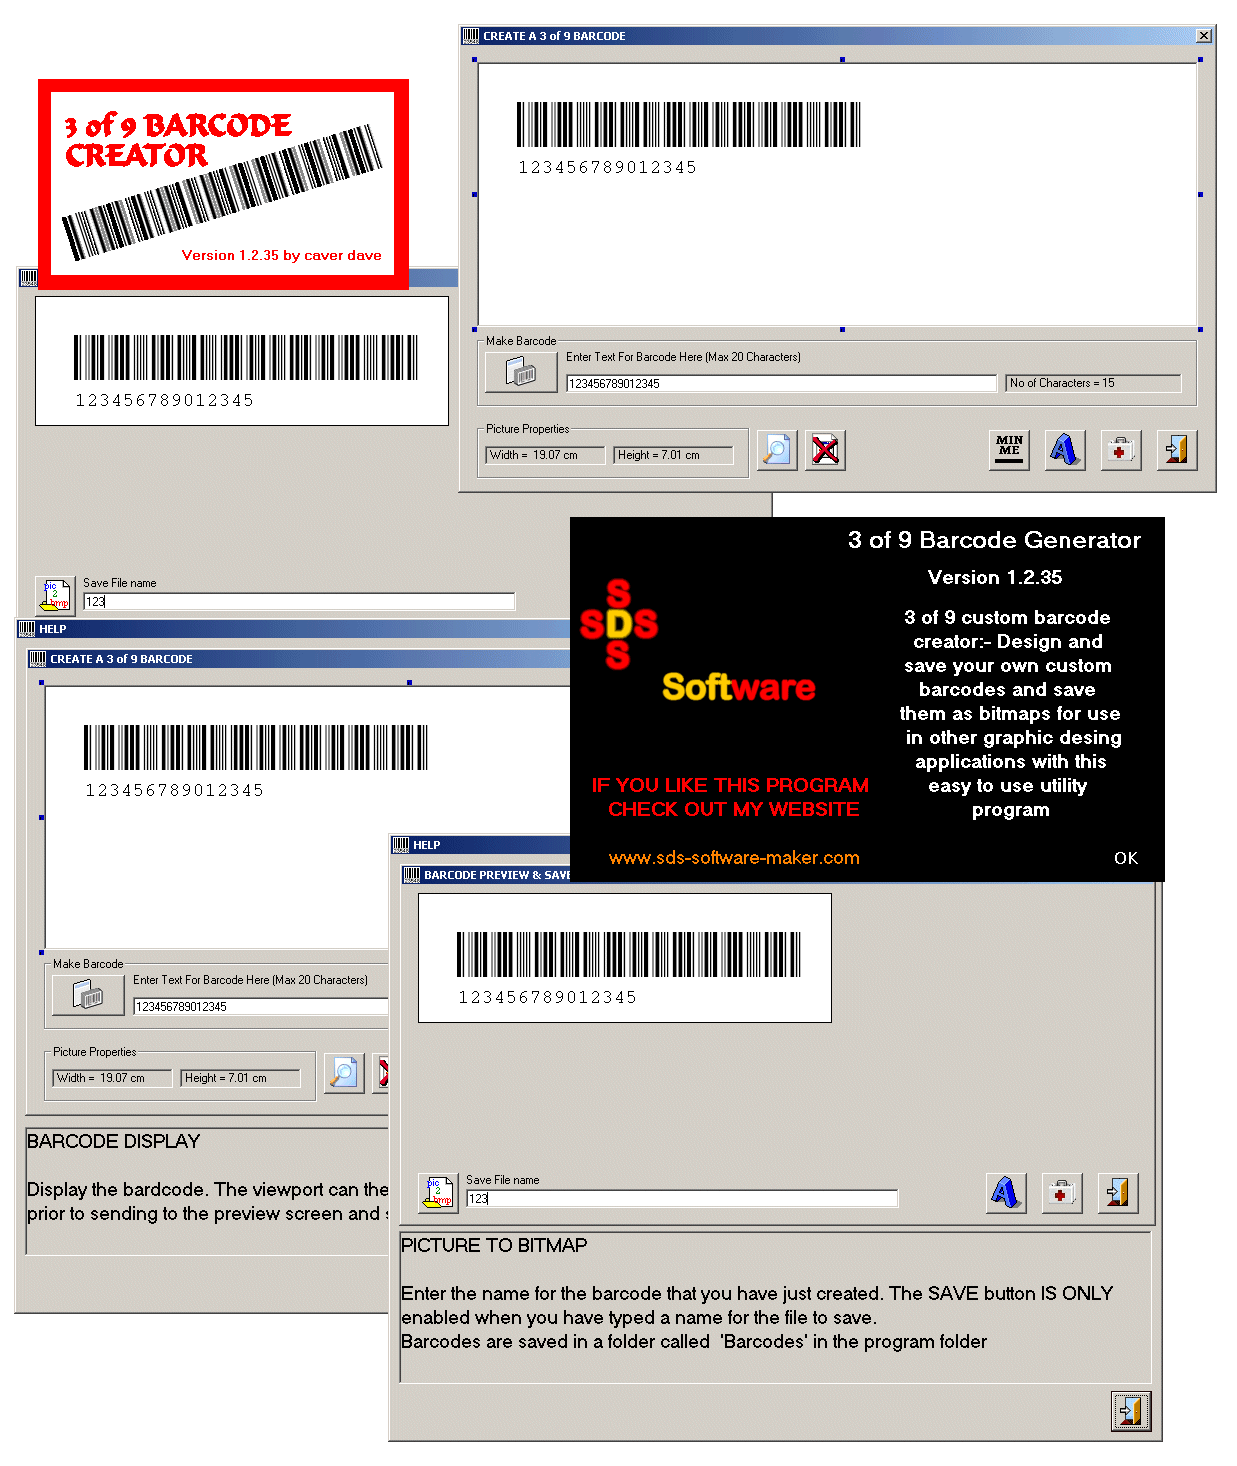 CREATE A 3 of 9 BARCODE
123456789012345
Make Barcode
Enter Text For Barcode Here (Max 20 Characters)
123456789012345
No of Characters = 15
Picture Properties
Width = 19.07 cm
Height = 7.01 cm
MIN
ME
3 of 9 BARCODE
CREATOR
Version 1.2.35 by caver dave
123456789012345
pic
2
bmp
Save File name
123
3 of 9 Barcode Generator
Version 1.2.35
3 of 9 custom barcode
creator:- Design and
save your own custom
barcodes and save
them as bitmaps for use
in other graphic desing
applications with this
easy to use utility
program
S
SDS
S
Software
IF YOU LIKE THIS PROGRAM
CHECK OUT MY WEBSITE
www.sds-software-maker.com
OK
HELP
CREATE A 3 of 9 BARCODE
123456789012345
Make Barcode
Enter Text For Barcode Here (Max 20 Characters)
123456789012345
Picture Properties
Width = 19.07 cm
Height = 7.01 cm
BARCODE DISPLAY
Display the bardcode. The viewport can the
prior to sending to the preview screen and
HELP
BARCODE PREVIEW & SAVE
123456789012345
pic
2
bmp
Save File name
123
PICTURE TO BITMAP
Enter the name for the barcode that you have just created. The SAVE button IS ONLY
enabled when you have typed a name for the file to save.
Barcodes are saved in a folder called 'Barcodes' in the program folder